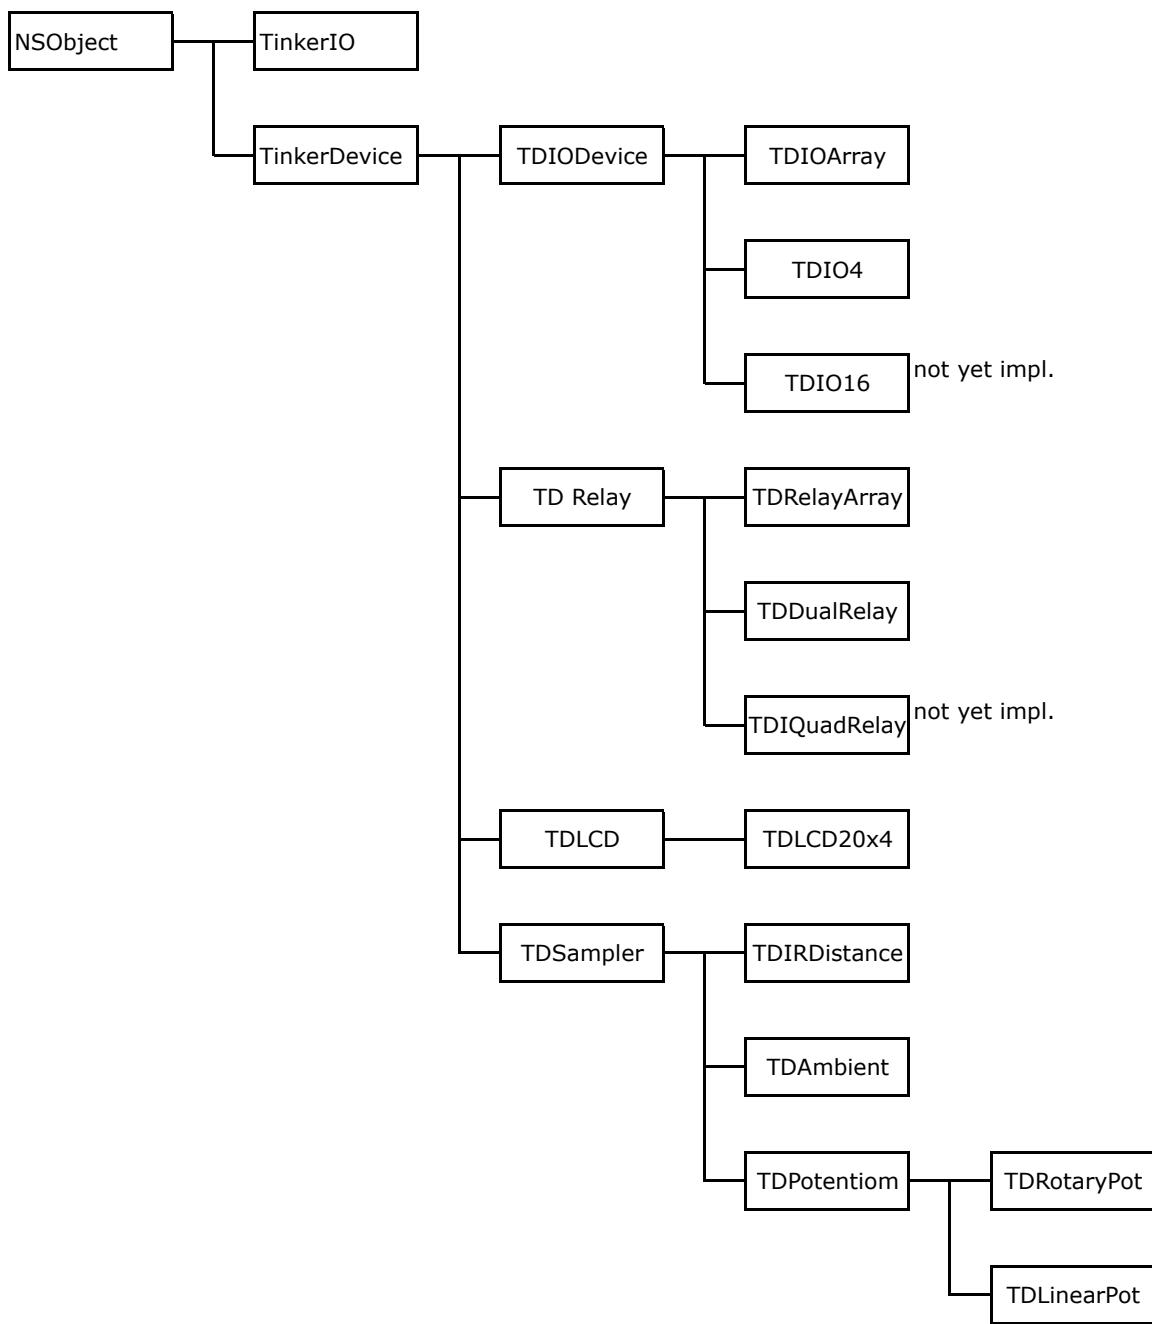 NSObject
TinkerIO
TinkerDevice
TDIODevice
TDIOArray
TDIO4
TDIO16
not yet impl.
TD Relay
TDRelayArray
TDDualRelay
TDIQuadRelay
not yet impl.
TDLCD
TDLCD20x4
TDSampler
TDIRDistance
TDAmbient
TDPotentiom
TDRotaryPot
TDLinearPot